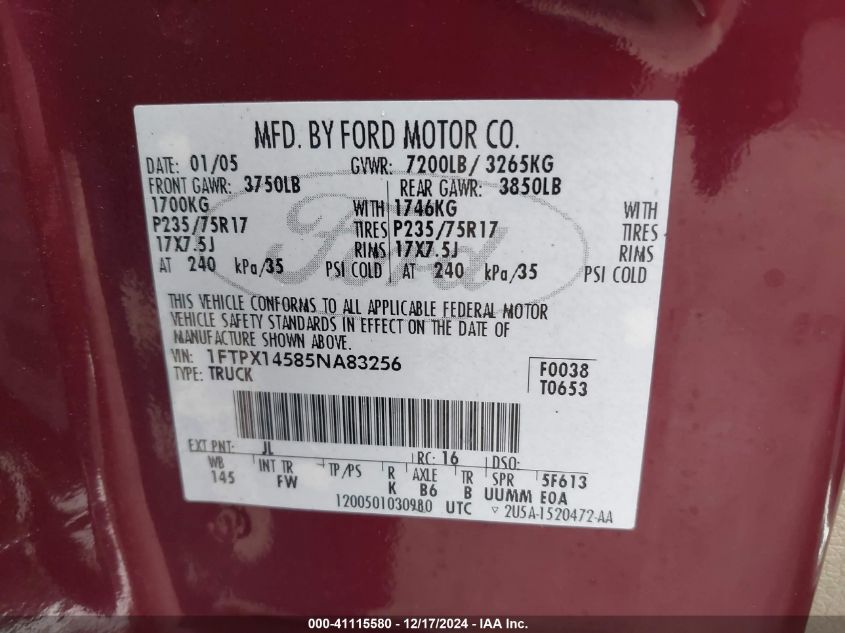 MFD. BY FORD MOTOR CO.
DATE: 01/05 GVWR: 7200LB/ 3265KG
FRONT GAWR: 3750LB REAR GAWR: 3850LB
1700KG WITH 1746KG WITH
P235/75R17 TIRES P235/75R17 TIRES
17X7.5J RIMS 17X7.5J RIMS
AT 240 kPa/35 PSI COLD AT 240 kPa/35 PSI COLD
Ford
THIS VEHICLE CONFORMS TO ALL APPLICABLE FEDERAL MOTOR
VEHICLE SAFETY STANDARDS IN EFFECT ON THE DATE OF
MANUFACTURE SHOWN ABOVE.
VIN: 1FTPX14585NA83256 F0038
TYPE: TRUCK T0653
EXT PNT: JL RC: 16 DSO:
WB INT TR TP/PS R AXLE TR SPR 5F613
145 FW K B6 B UUMM EOA
1200501030980 UTC ▽ 2U5A-1520472-AA
000-41115580 - 12/17/2024 - IAA Inc.